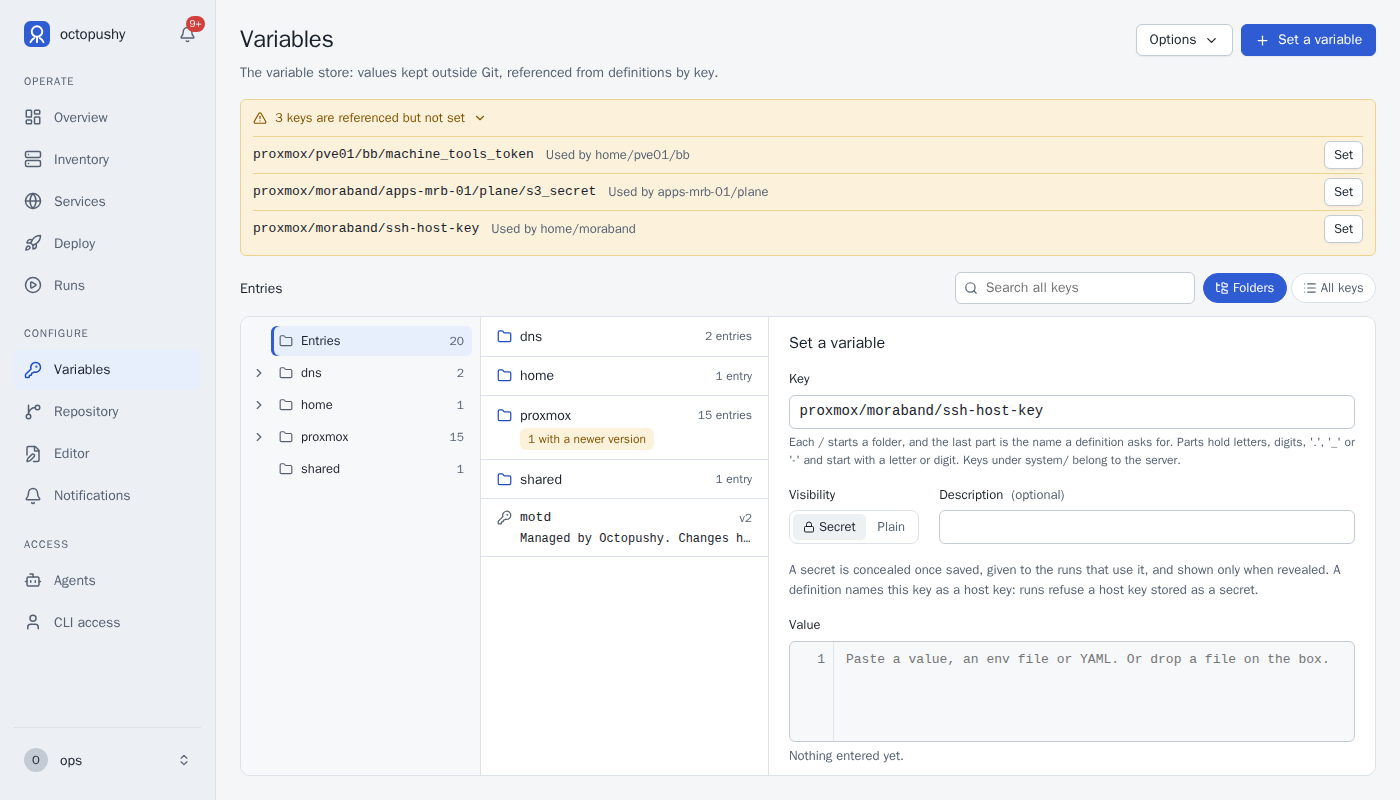 octopushy
9+
OPERATE
Overview
Inventory
Services
Deploy
Runs
CONFIGURE
Variables
Repository
Editor
Notifications
ACCESS
Agents
CLI access
O ops
Variables
Options
Set a variable
The variable store: values kept outside Git, referenced from definitions by key.
3 keys are referenced but not set
proxmox/pve01/bb/machine_tools_token Used by home/pve01/bb Set
proxmox/moraband/apps-mrb-01/plane/s3_secret Used by apps-mrb-01/plane Set
proxmox/moraband/ssh-host-key Used by home/moraband Set
Entries
Search all keys
Folders
All keys
Entries 20
dns 2
home 1
proxmox 15
shared 1
dns 2 entries
home 1 entry
proxmox 15 entries
1 with a newer version
shared 1 entry
motd v2
Managed by Octopushy. Changes h…
Set a variable
Key
proxmox/moraband/ssh-host-key
Each / starts a folder, and the last part is the name a definition asks for. Parts hold letters, digits, '.', '_' or
'-' and start with a letter or digit. Keys under system/ belong to the server.
Visibility
Description (optional)
Secret
Plain
A secret is concealed once saved, given to the runs that use it, and shown only when revealed. A
definition names this key as a host key: runs refuse a host key stored as a secret.
Value
1 Paste a value, an env file or YAML. Or drop a file on the box.
Nothing entered yet.